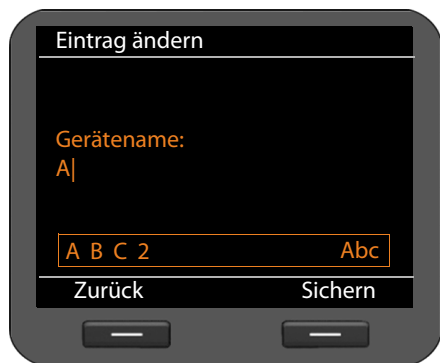 Eintrag ändern
Gerätename:
A
A B C 2 Abc
Zurück Sichern